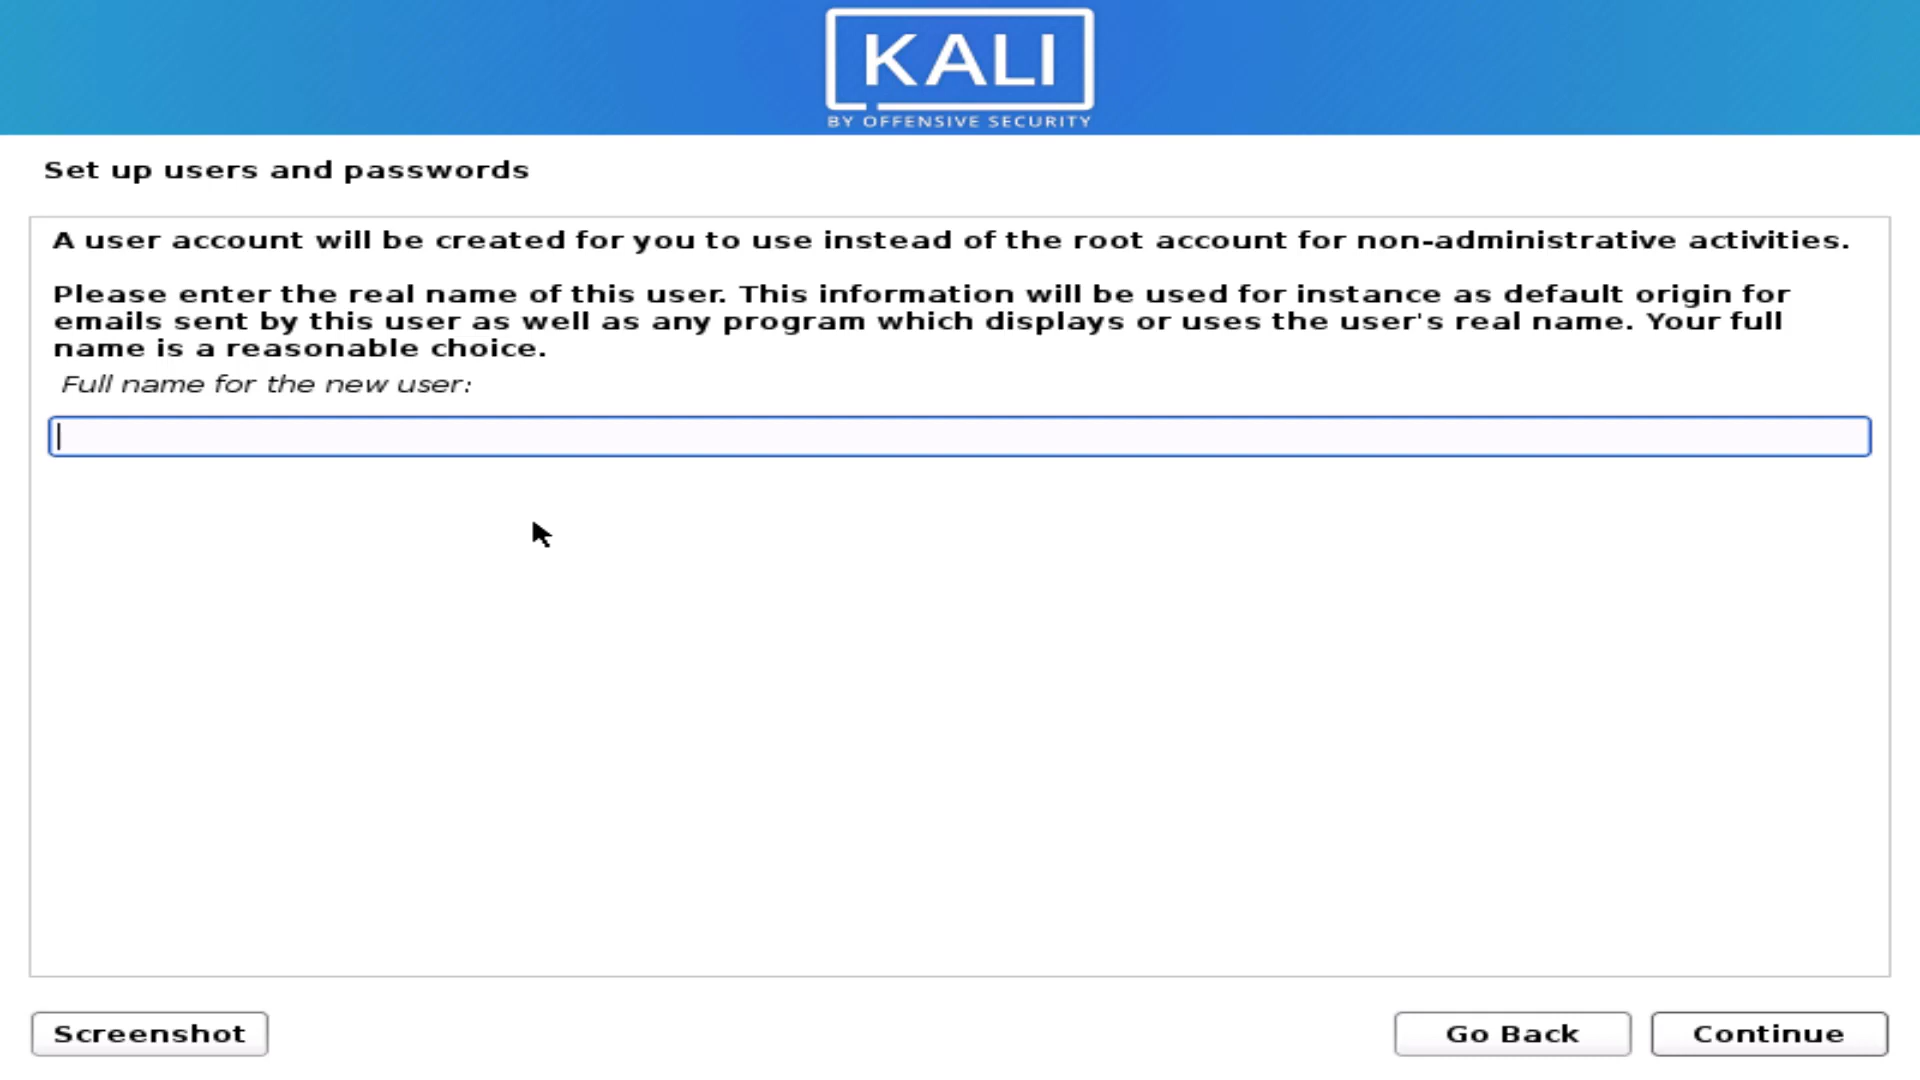 KALI
BY OFFENSIVE SECURITY
Set up users and passwords
A user account will be created for you to use instead of the root account for non-administrative activities.
Please enter the real name of this user. This information will be used for instance as default origin for
emails sent by this user as well as any program which displays or uses the user's real name. Your full
name is a reasonable choice.
Full name for the new user:
Screenshot
Go Back
Continue